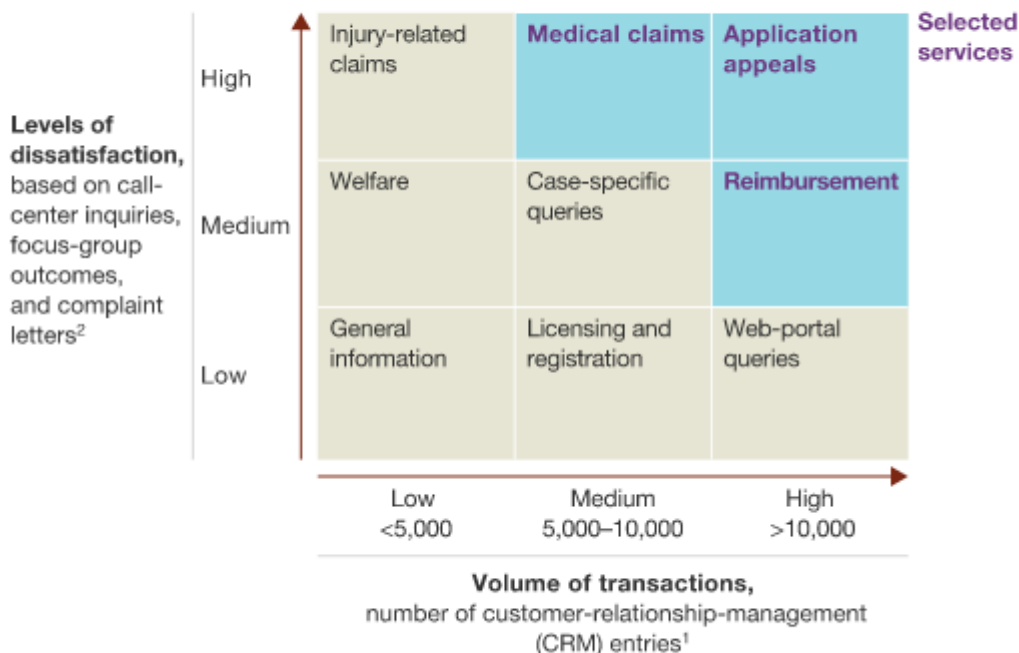 Selected
services
Levels of
dissatisfaction,
based on call-
center inquiries,
focus-group
outcomes,
and complaint
letters²
High
Injury-related
claims
Medical claims
Application
appeals
Medium
Welfare
Case-specific
queries
Reimbursement
Low
General
information
Licensing and
registration
Web-portal
queries
Low
<5,000
Medium
5,000–10,000
High
>10,000
Volume of transactions,
number of customer-relationship-management
(CRM) entries¹